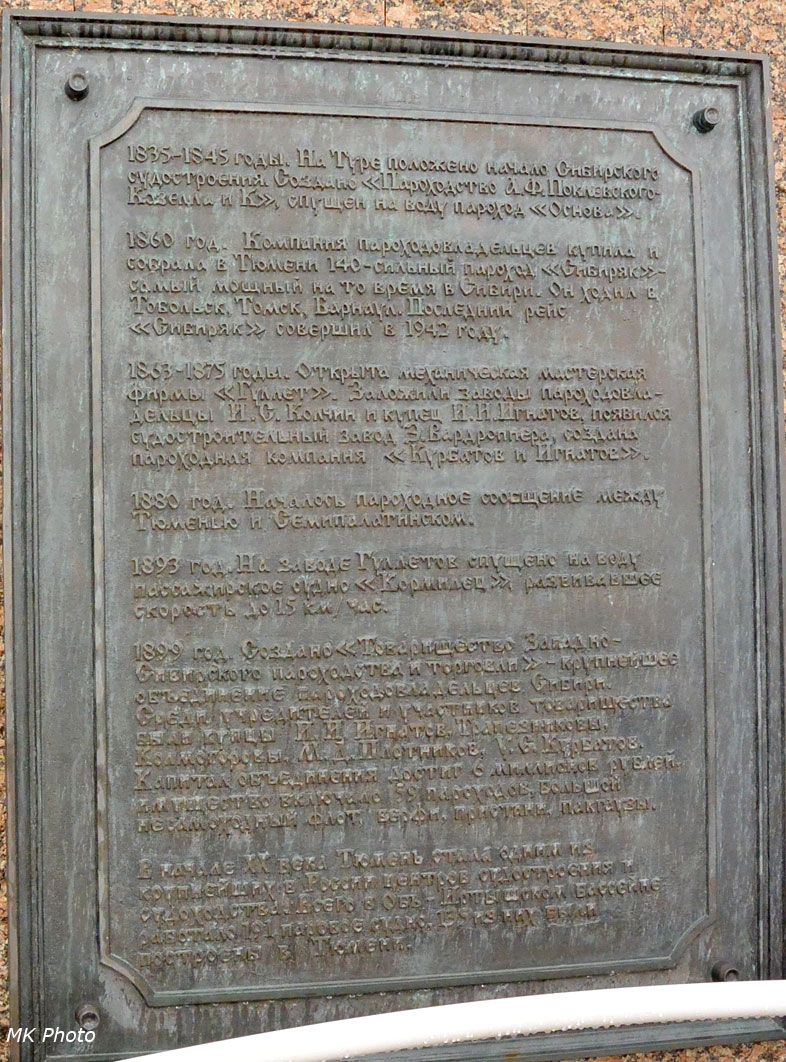 1835-1845 годы. На Туре положено начало Сибирского
судостроения. Создано «Пароходство А.Ф.Поклевского-
Козелла и К», спущен на воду пароход «Основа».
1860 год. Компания пароходовладельцев купила и
собрала в Тюмени 140-сильный пароход «Сибиряк»-
самый мощный на то время в Сибири. Он ходил в
Тобольск, Томск, Барнаул. Последний рейс
«Сибиряк» совершил в 1942 году.
1863-1875 годы. Открыта механическая мастерская
фирмы «Гуллет». Заложили заводы пароходовла-
дельцы И.С. Колчин и купец И.И.Игнатов, появился
судостроительный завод Э.Вардроппера, создана
пароходная компания «Курбатов и Игнатов».
1880 год. Началось пароходное сообщение между
Тюменью и Семипалатинском.
1893 год. На заводе Гуллетов спущено на воду
пассажирское судно «Кормилец», развивавшее
скорость до 15 км/час.
1899 год. Создано «Товарищество Западно-
Сибирского пароходства и торговли» - крупнейшее
объединение пароходовладельцев Сибири.
Среди учредителей и участников товарищества
были купцы И.И. Игнатов, Трапезниковы,
Колмогоровы, М.Д. Плотников, Курбатов.
Капитал объединения достиг 6 миллионов рублей.
имущество включало 59 пароходов, большой
несамоходный флот, верфи, пристани, пакгаузы.
В начале XX века Тюмень стала одним из
крупнейших в России центров судостроения и
судоходства. Всего в Обь-Иртышском бассейне
работало 191 паровое судно, из них были
построены в Тюмени.
MK Photo